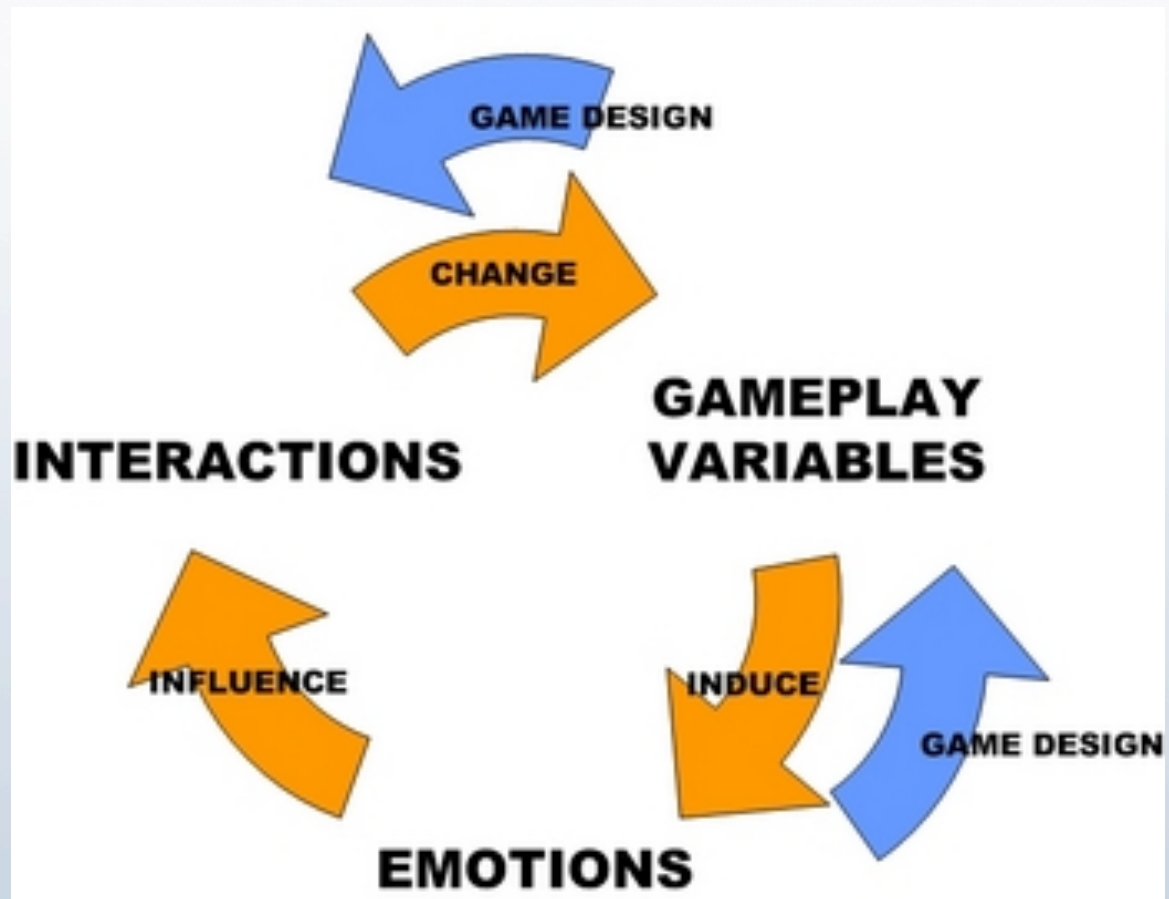 GAME DESIGN
CHANGE
GAMEPLAY
VARIABLES
INTERACTIONS
INFLUENCE
INDUCE
GAME DESIGN
EMOTIONS